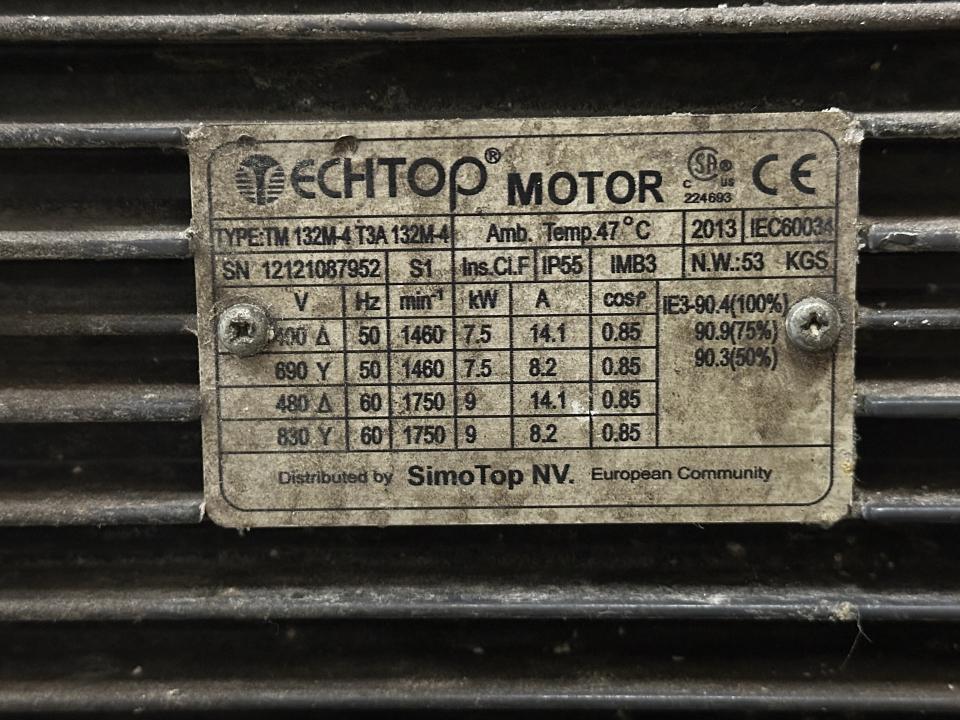 TECHTOP® MOTOR
C US
224693
CE
TYPE:TM 132M-4 T3A 132M-4 Amb. Temp.47°C 2013 IEC60034
SN 12121087952 S1 Ins.Cl.F IP55 IMB3 N.W.:53 KGS
V Hz min⁻¹ kW A cosφ IE3-90.4(100%)
400 Δ 50 1460 7.5 14.1 0.85 90.9(75%)
690 Y 50 1460 7.5 8.2 0.85 90.3(50%)
480 Δ 60 1750 9 14.1 0.85
830 Y 60 1750 9 8.2 0.85
Distributed by SimoTop NV. European Community